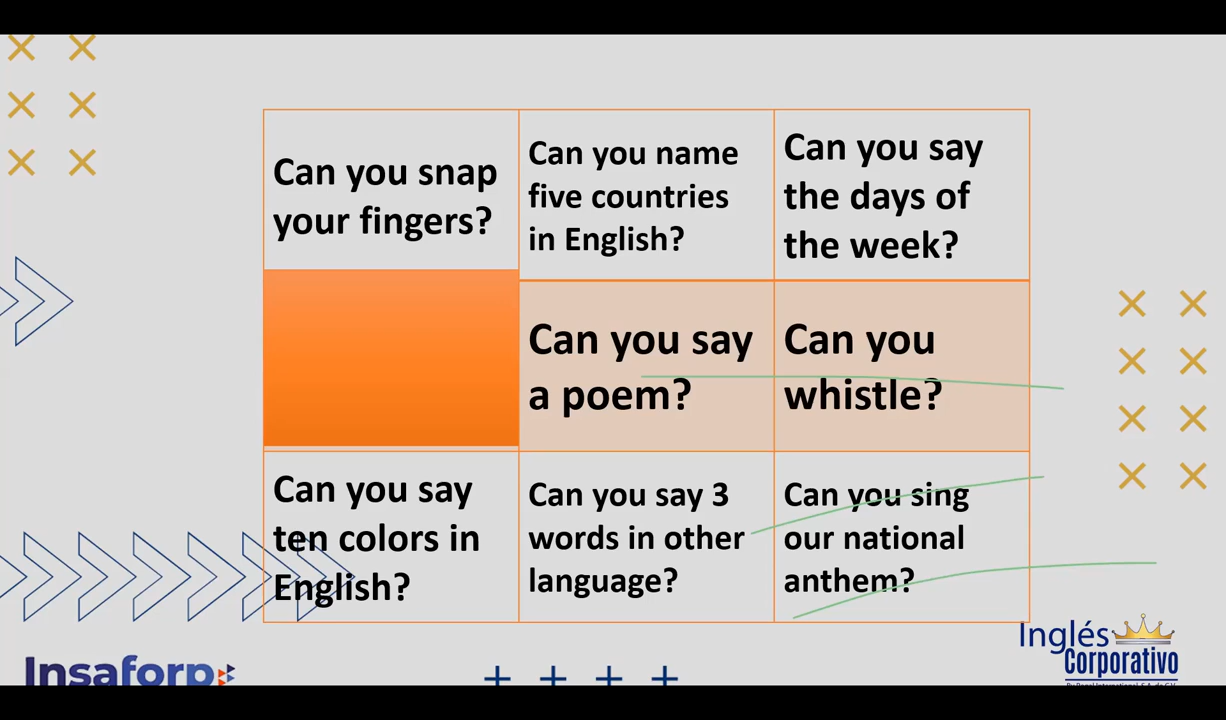 Can you snap
your fingers?
Can you name
five countries
in English?
Can you say
the days of
the week?
Can you say
a poem?
Can you
whistle?
Can you say
ten colors in
English?
Can you say 3
words in other
language?
Can you sing
our national
anthem?
Insaforp
Inglés
Corporativo